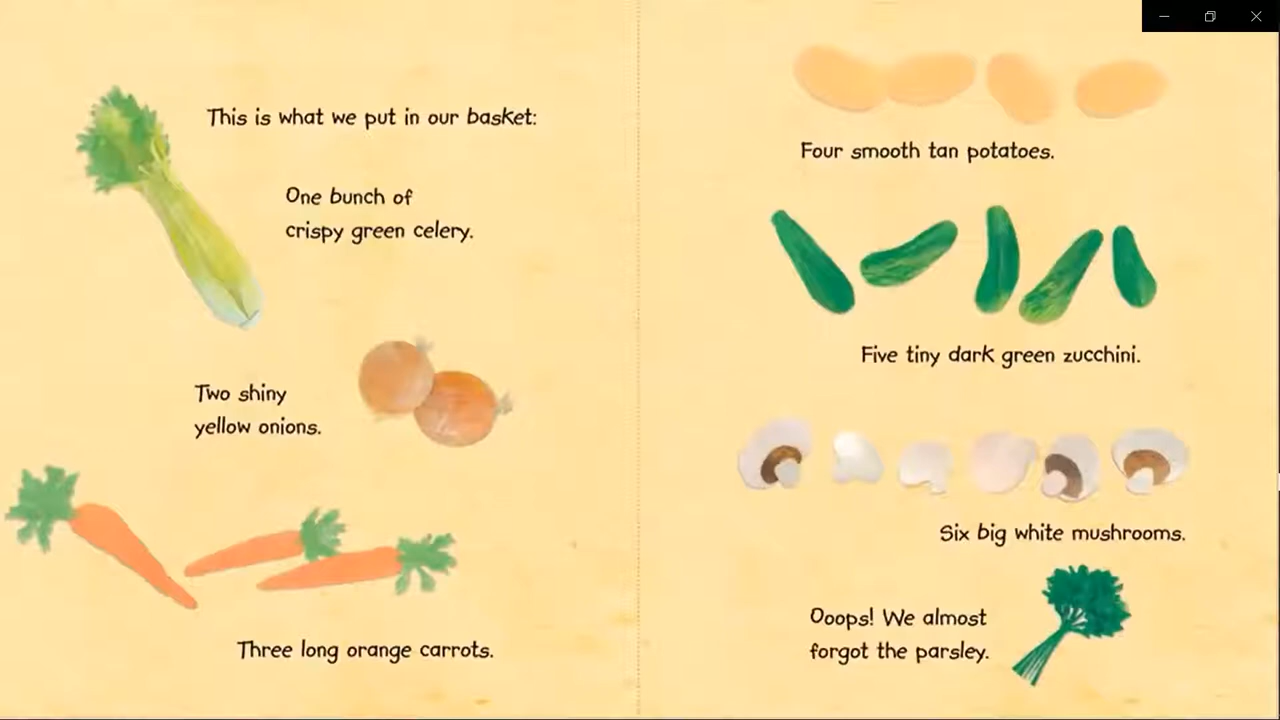 This is what we put in our basket:
One bunch of
crispy green celery.
Two shiny
yellow onions.
Three long orange carrots.
Four smooth tan potatoes.
Five tiny dark green zucchini.
Six big white mushrooms.
Ooops! We almost
forgot the parsley.